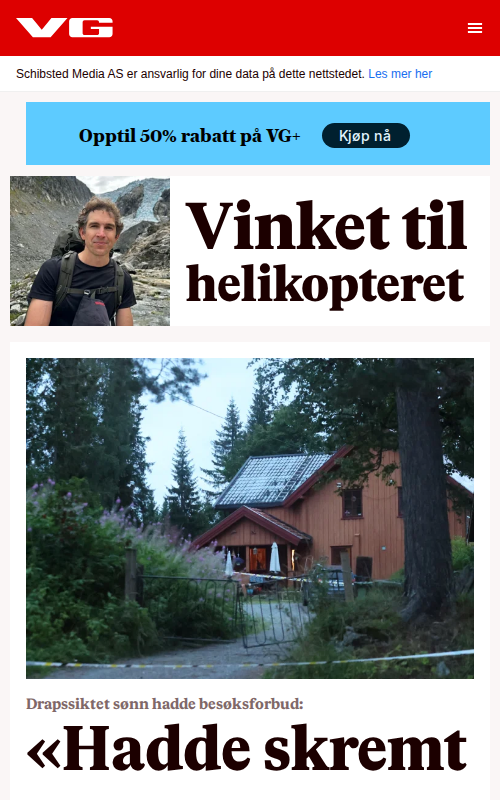 VG
Schibsted Media AS er ansvarlig for dine data på dette nettstedet. Les mer her
Opptil 50% rabatt på VG+
Kjøp nå
Vinket til
helikopteret
Drapssiktet sønn hadde besøksforbud:
«Hadde skremt